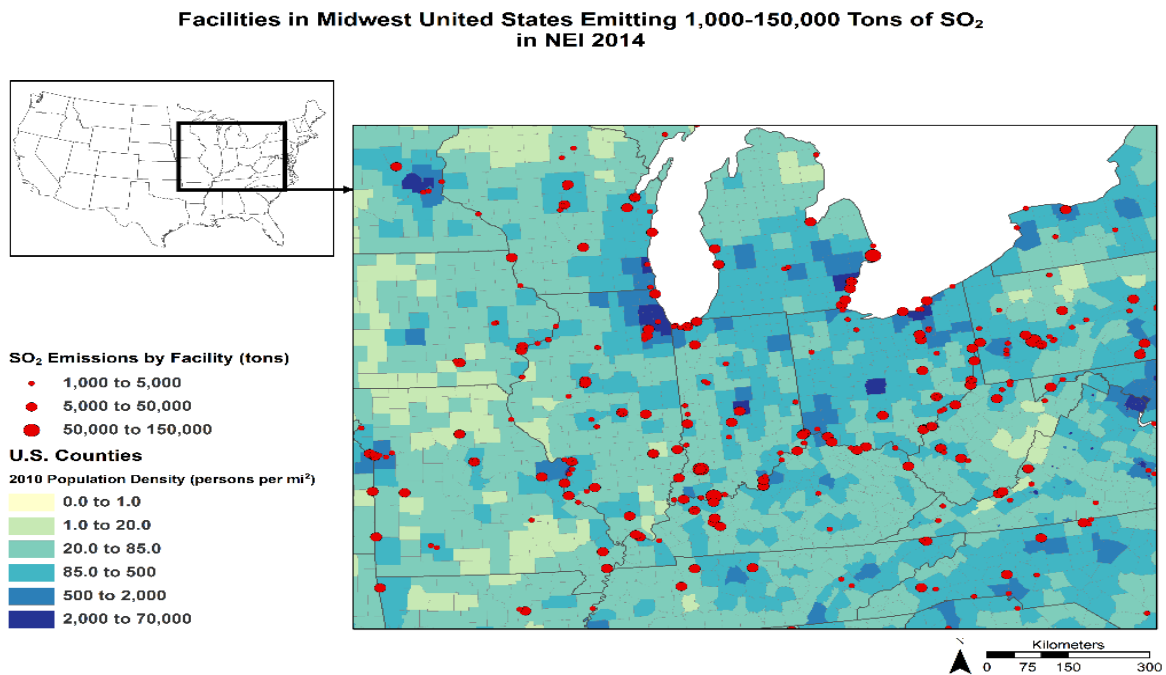 Facilities in Midwest United States Emitting 1,000-150,000 Tons of SO₂
in NEI 2014
SO₂ Emissions by Facility (tons)
1,000 to 5,000
5,000 to 50,000
50,000 to 150,000
U.S. Counties
2010 Population Density (persons per mi²)
0.0 to 1.0
1.0 to 20.0
20.0 to 85.0
85.0 to 500
500 to 2,000
2,000 to 70,000
N
Kilometers
0 75 150 300